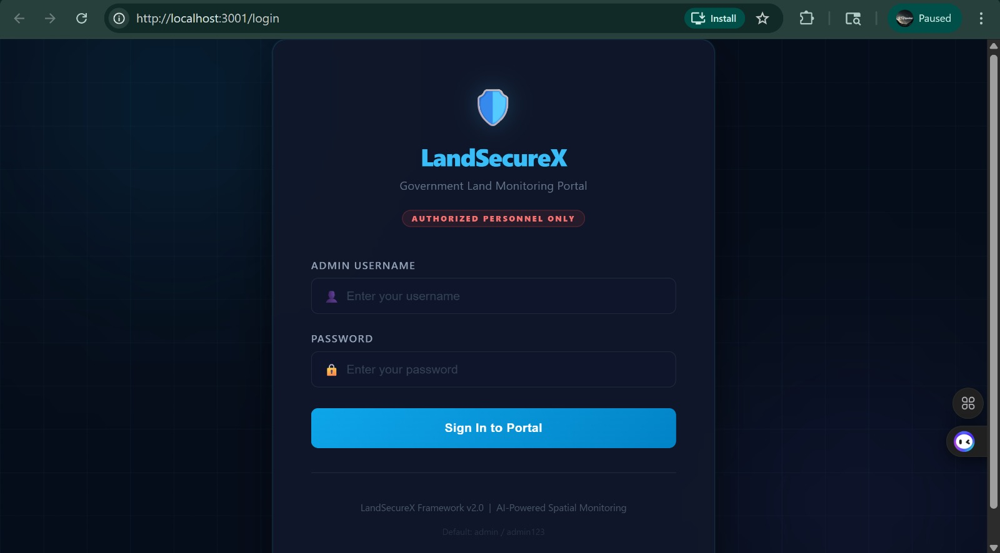 http://localhost:3001/login
Install
Paused
LandSecureX
Government Land Monitoring Portal
AUTHORIZED PERSONNEL ONLY
ADMIN USERNAME
Enter your username
PASSWORD
Enter your password
Sign In to Portal
LandSecureX Framework v2.0 | AI-Powered Spatial Monitoring
Default: admin / admin123